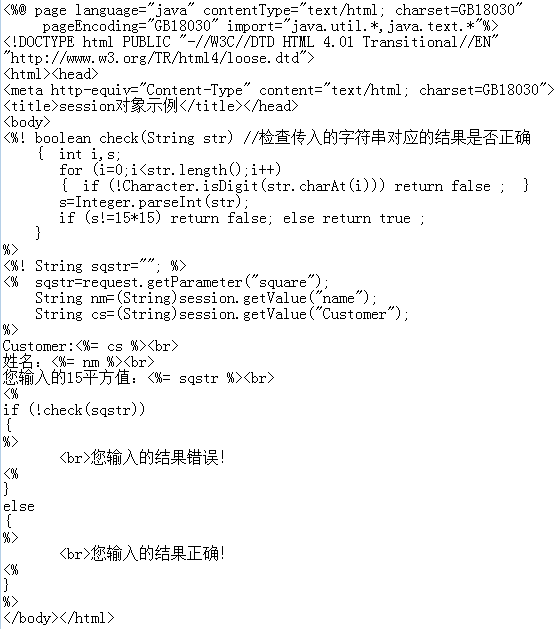 <%@ page language="java" contentType="text/html; charset=GB18030"
pageEncoding="GB18030" import="java.util.*,java.text.*"%>
<!DOCTYPE html PUBLIC "-//W3C//DTD HTML 4.01 Transitional//EN"
"http://www.w3.org/TR/html4/loose.dtd">
<html><head>
<meta http-equiv="Content-Type" content="text/html; charset=GB18030">
<title>session对象示例</title></head>
<body>
<%! boolean check(String str) //检查传入的字符串对应的结果是否正确
{ int i,s;
for (i=0;i<str.length();i++)
{ if (!Character.isDigit(str.charAt(i))) return false ; }
s=Integer.parseInt(str);
if (s!=15*15) return false; else return true ;
}
%>
<%! String sqstr=""; %>
<% sqstr=request.getParameter("square");
String nm=(String)session.getValue("name");
String cs=(String)session.getValue("Customer");
%>
Customer:<%= cs %><br>
姓名：<%= nm %><br>
您输入的15平方值：<%= sqstr %><br>
<%
if (!check(sqstr))
{
%>
<br>您输入的结果错误!
<%
}
else
{
%>
<br>您输入的结果正确!
<%
}
%>
</body></html>